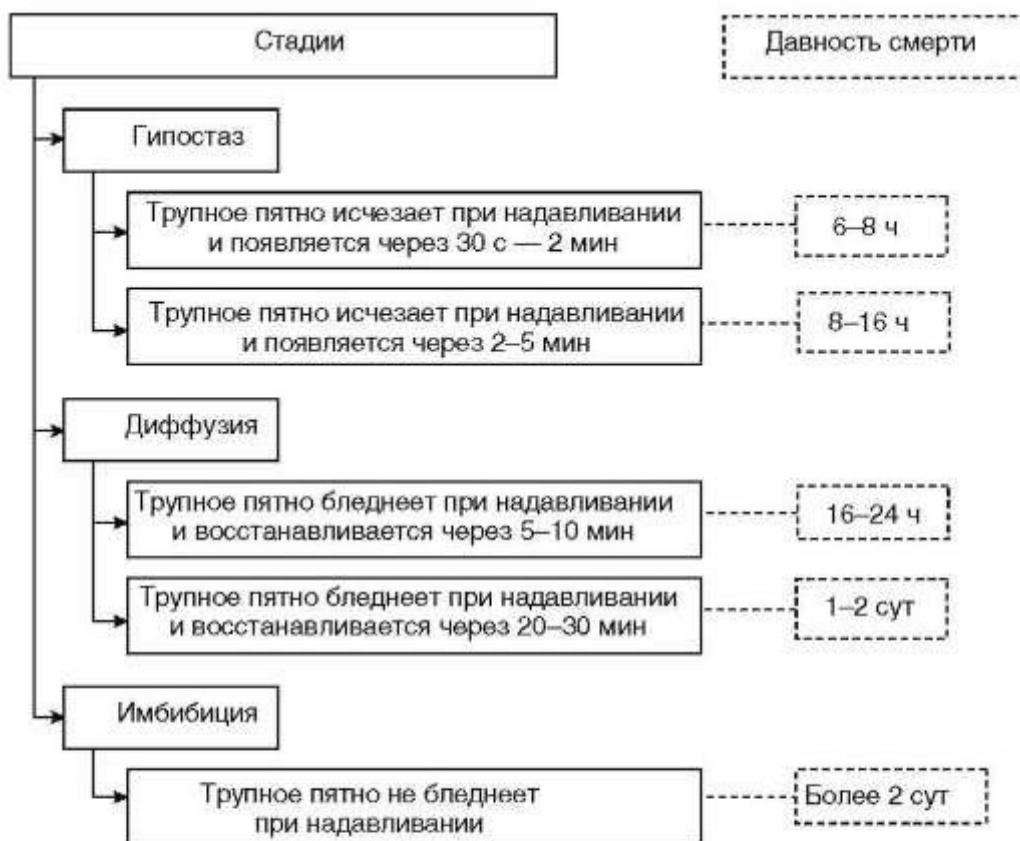 Стадии
Давность смерти
Гипостаз
Трупное пятно исчезает при надавливании
и появляется через 30 с — 2 мин
6–8 ч
Трупное пятно исчезает при надавливании
и появляется через 2–5 мин
8–16 ч
Диффузия
Трупное пятно бледнеет при надавливании
и восстанавливается через 5–10 мин
16–24 ч
Трупное пятно бледнеет при надавливании
и восстанавливается через 20–30 мин
1–2 сут
Имбибиция
Трупное пятно не бледнеет
при надавливании
Более 2 сут